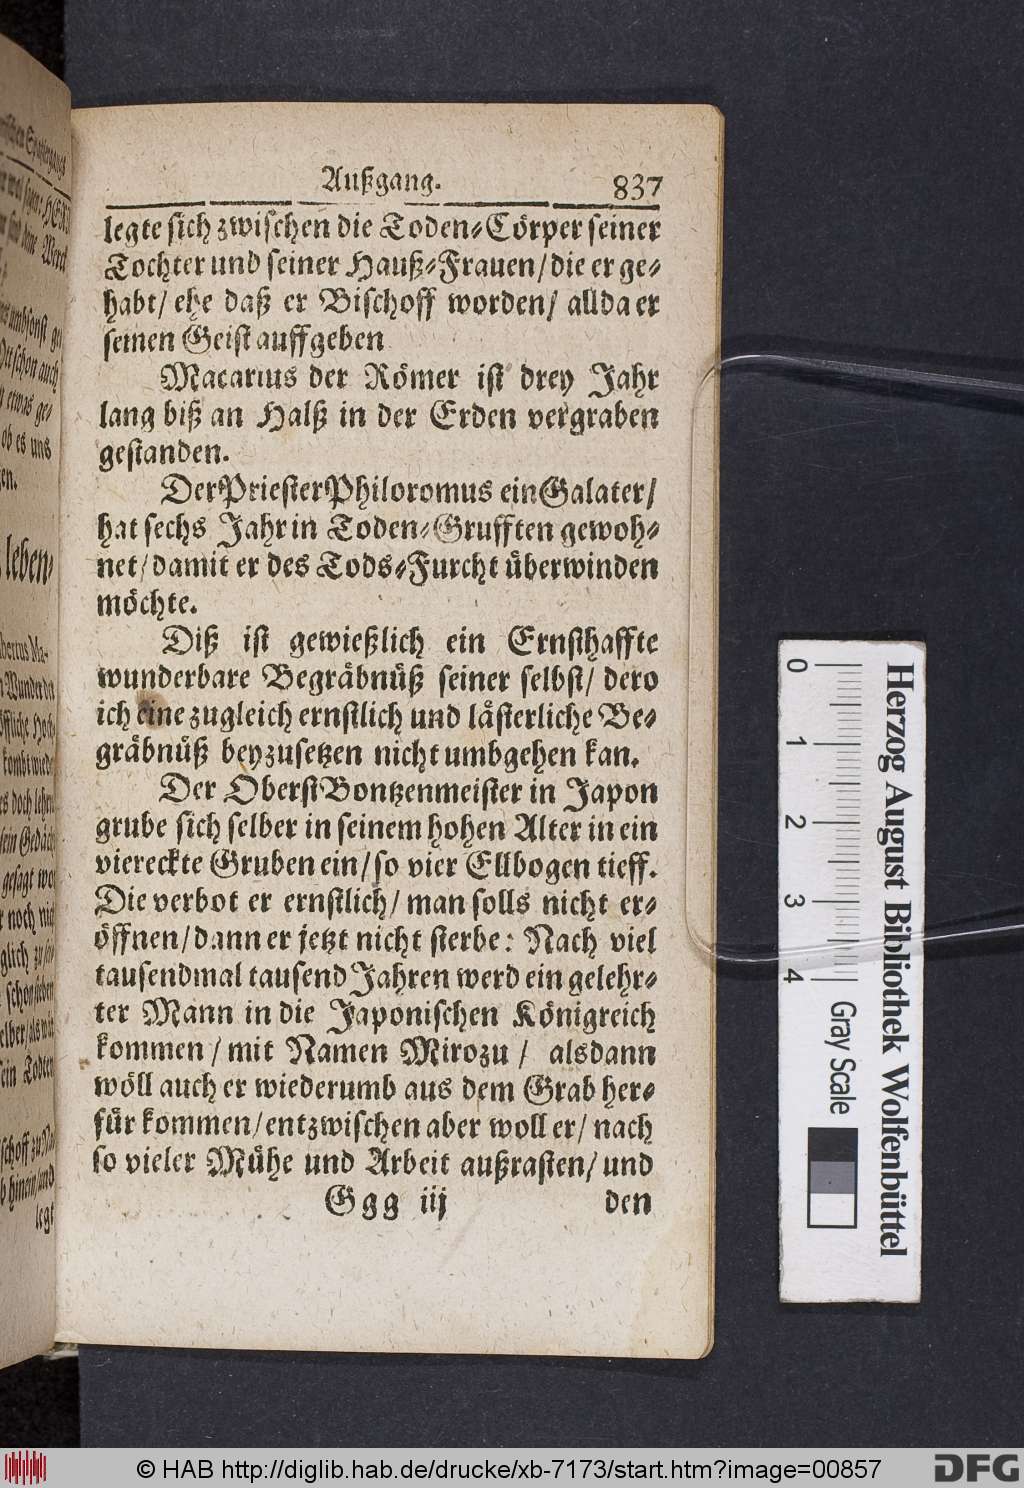 Außgang. 837
legte sich zwischen die Toden-Cörper seiner
Tochter und seiner Hauß-Frauen/ die er ge-
habt/ ehe daß er Bischoff worden/ allda er
seinen Geist auffgeben
Macarius der Römer ist drey Jahr
lang biß an Halß in der Erden vergraben
gestanden.
Der Priester Philoromus ein Galater/
hat sechs Jahr in Toden-Grufften gewoh-
net/ damit er des Tods-Furcht überwinden
möchte.
Diß ist gewießlich ein Ernsthaffte
wunderbare Begräbnüß seiner selbst/ dero
ich eine zugleich ernstlich und lästerliche Be-
gräbnüß beyzusetzen nicht umbgehen kan.
Der Oberst Bontzenmeister in Japon
grube sich selber in seinem hohen Alter in ein
viereckte Gruben ein/ so vier Ellbogen tieff.
Die verbot er ernstlich/ man solls nicht er-
öffnen/ dann er jetzt nicht sterbe: Nach viel
tausendmal tausend Jahren werd ein gelehr-
ter Mann in die Japonischen Königreich
kommen / mit Namen Mirozu / alsdann
wöll auch er wiederumb aus dem Grab her-
für kommen/ entzwischen aber woll er/ nach
so vieler Mühe und Arbeit außrasten/ und
Ggg iij den
leben-
ob es uns
schon sieben
legt
0 1 2 3 4
Gray Scale
Herzog August Bibliothek Wolfenbüttel
© HAB http://diglib.hab.de/drucke/xb-7173/start.htm?image=00857
DFG